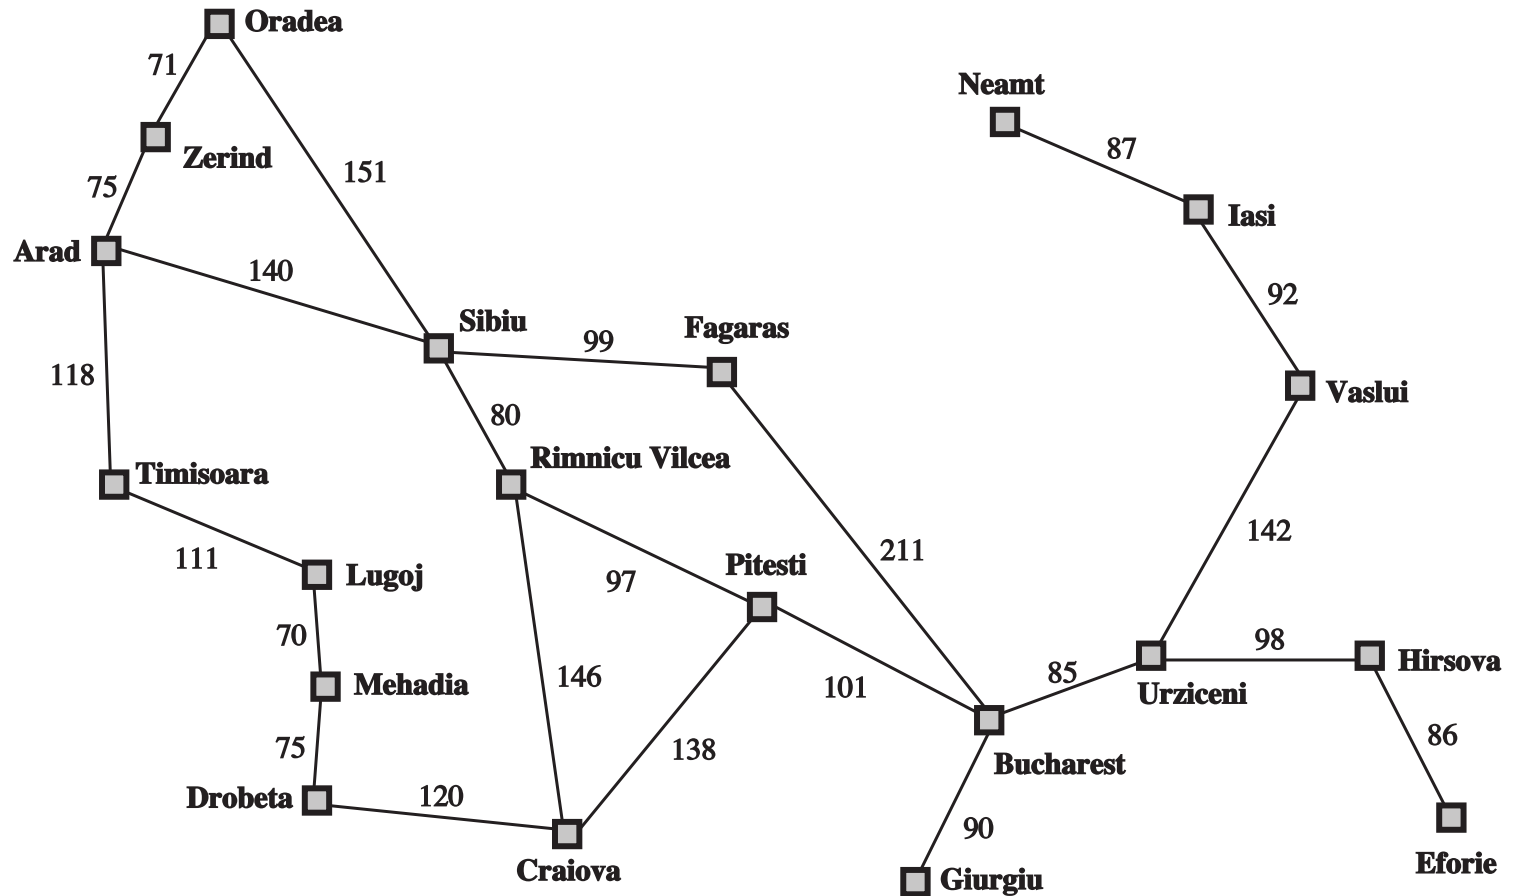 Oradea
71
Neamt
87
Zerind
151
75
Iasi
Arad
140
92
Sibiu
Fagaras
99
118
Vaslui
80
Rimnicu Vilcea
Timisoara
142
211
111
Pitesti
Lugoj
97
70
98
Hirsova
85
Mehadia
146
101
Urziceni
86
75
138
Bucharest
Drobeta
120
90
Eforie
Craiova
Giurgiu